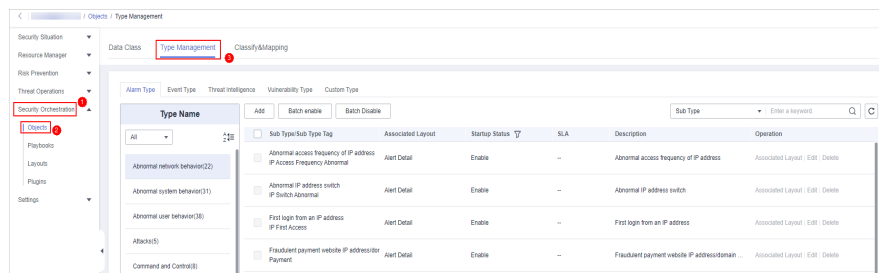 / Objects / Type Management
Security Situation
Resource Manager
Risk Prevention
Threat Operations
Security Orchestration
1
Objects
2
Playbooks
Layouts
Plugins
Settings
Data Class Type Management Classify&Mapping
3
Alarm Type Event Type Threat Intelligence Vulnerability Type Custom Type
Type Name
All
Abnormal network behavior(22)
Abnormal system behavior(31)
Abnormal user behavior(38)
Attacks(5)
Command and Control(8)
Add Batch enable Batch Disable Sub Type Enter a keyword.
Sub Type/Sub Type Tag Associated Layout Startup Status SLA Description Operation
Abnormal access frequency of IP address
IP Access Frequency Abnormal
Alert Detail Enable -- Abnormal access frequency of IP address Associated Layout Edit Delete
Abnormal IP address switch
IP Switch Abnormal
Alert Detail Enable -- Abnormal IP address switch Associated Layout Edit Delete
First login from an IP address
IP First Access
Alert Detail Enable -- First login from an IP address Associated Layout Edit Delete
Fraudulent payment website IP address/dor
Payment
Alert Detail Enable -- Fraudulent payment website IP address/domain ... Associated Layout Edit Delete